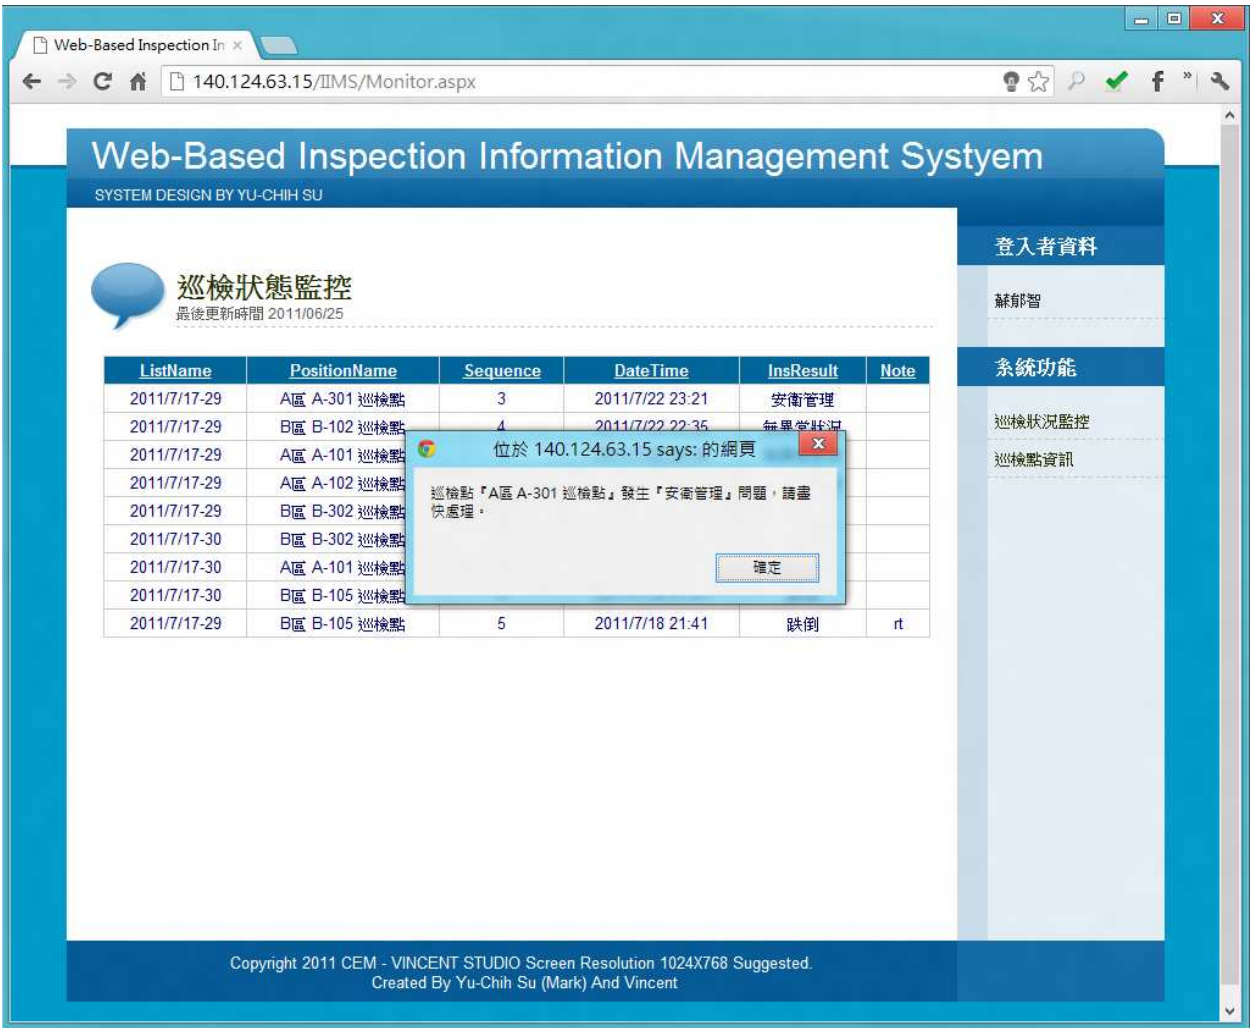 Web-Based Inspection In
140.124.63.15/IIMS/Monitor.aspx
Web-Based Inspection Information Management Systyem
SYSTEM DESIGN BY YU-CHIH SU
登入者資料
蘇郁智
系統功能
巡檢狀況監控
巡檢點資訊
巡檢狀態監控
最後更新時間 2011/06/25
ListName PositionName Sequence DateTime InsResult Note
2011/7/17-29 A區 A-301 巡檢點 3 2011/7/22 23:21 安衛管理
2011/7/17-29 B區 B-102 巡檢點 4 2011/7/22 22:35 無異常狀況
2011/7/17-29 A區 A-101 巡檢點
2011/7/17-29 A區 A-102 巡檢點
2011/7/17-29 B區 B-302 巡檢點
2011/7/17-30 B區 B-302 巡檢點
2011/7/17-30 A區 A-101 巡檢點
2011/7/17-30 B區 B-105 巡檢點
2011/7/17-29 B區 B-105 巡檢點 5 2011/7/18 21:41 跌倒 rt
位於 140.124.63.15 says: 的網頁
巡檢點『A區 A-301 巡檢點』發生『安衛管理』問題，請盡
快處理。
確定
Copyright 2011 CEM - VINCENT STUDIO Screen Resolution 1024X768 Suggested.
Created By Yu-Chih Su (Mark) And Vincent